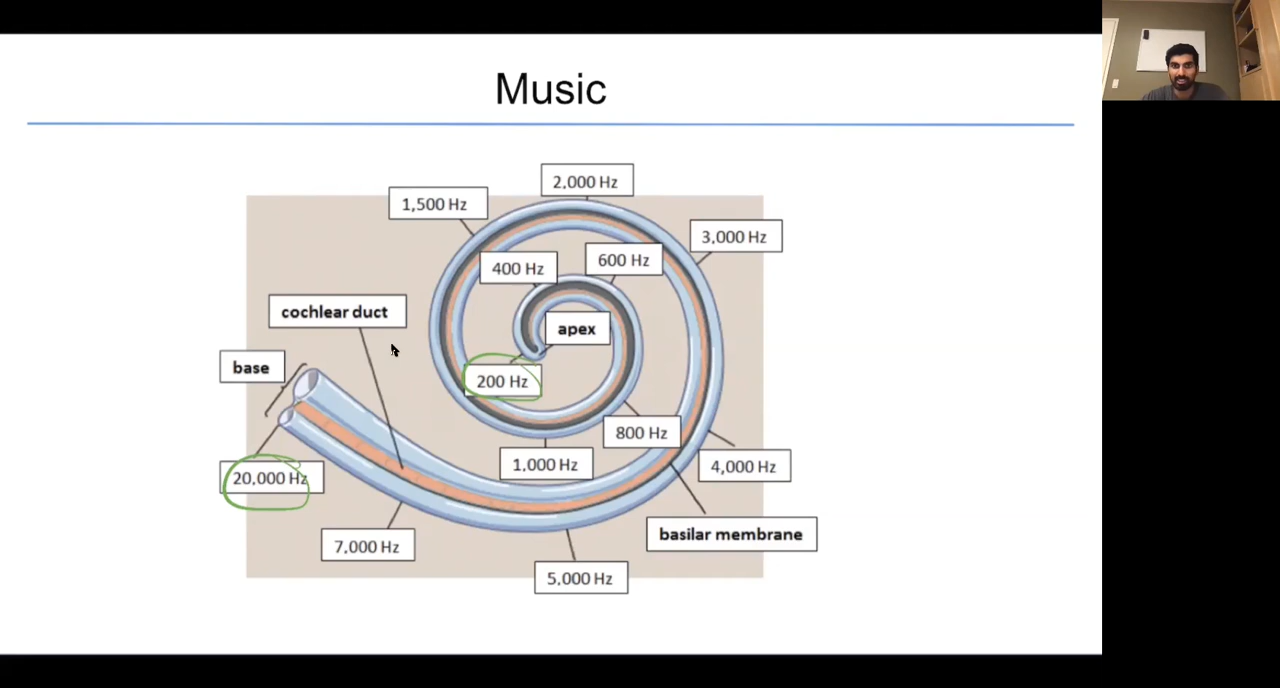 Music
2,000 Hz
1,500 Hz
3,000 Hz
600 Hz
400 Hz
cochlear duct
apex
base
200 Hz
800 Hz
1,000 Hz
4,000 Hz
20,000 Hz
basilar membrane
7,000 Hz
5,000 Hz